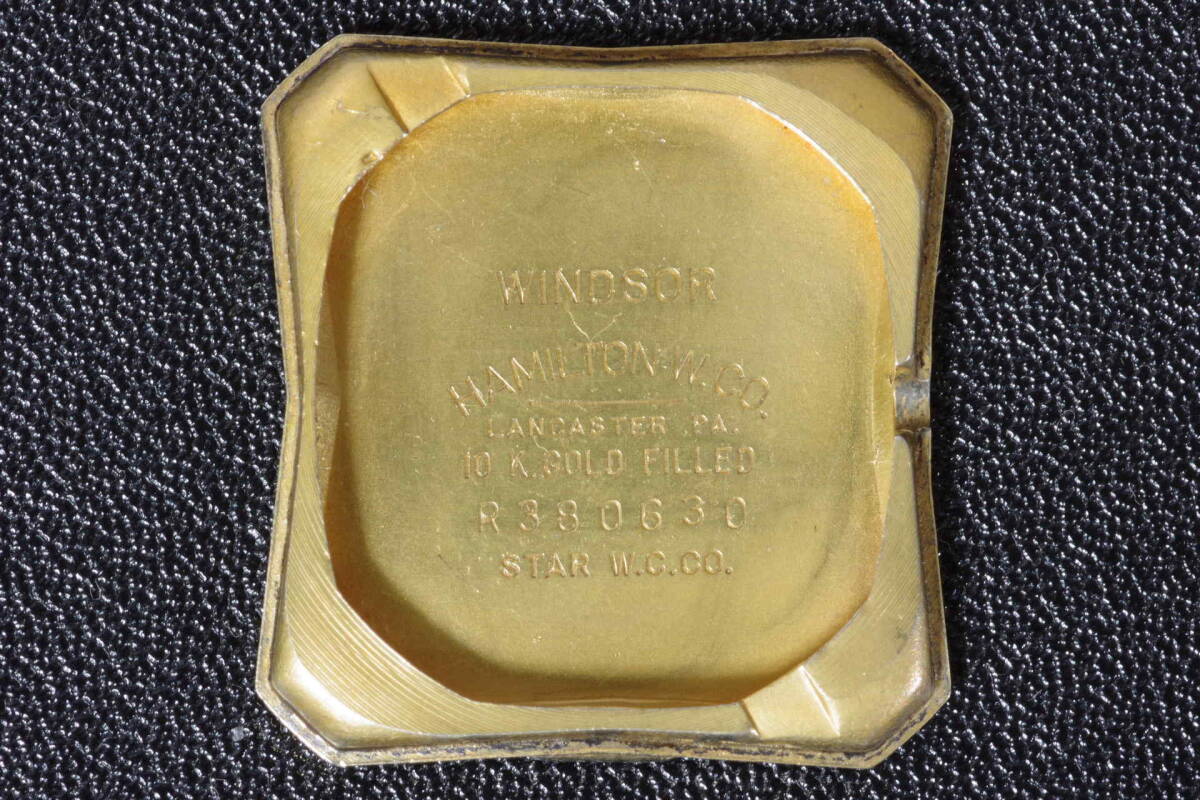 WINDSOR
HAMILTON.W.CO.
LANCASTER .PA.
10 K.GOLD FILLED
R380630
STAR W.C.CO.